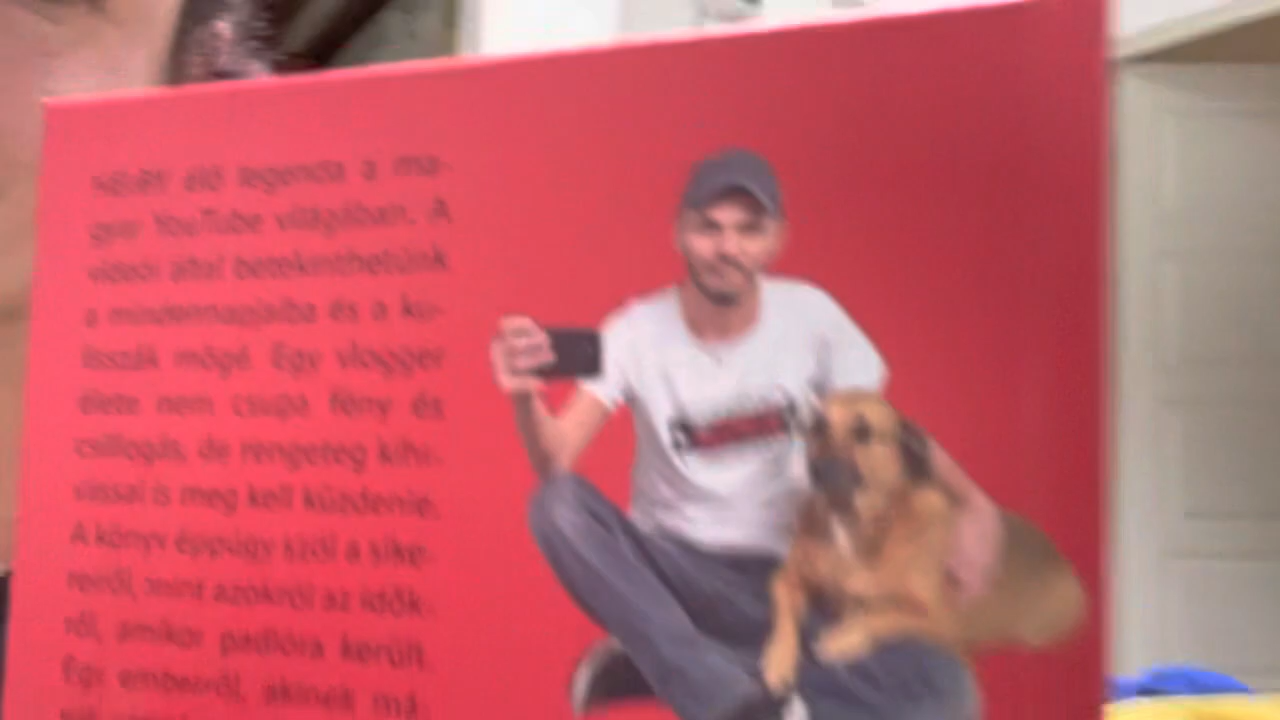 élő legenda a ma-
gyar YouTube világában. A
videói által betekinthetünk
a mindennapjaiba és a ku-
lisszák mögé. Egy vlogger
élete nem csupa fény és
csillogás, de rengeteg kihí-
vással is meg kell küzdenie.
A könyv éppúgy szól a sike-
reiről, mint azokról az idők-
ről, amikor padlóra került.
Egy emberről, akinek má-